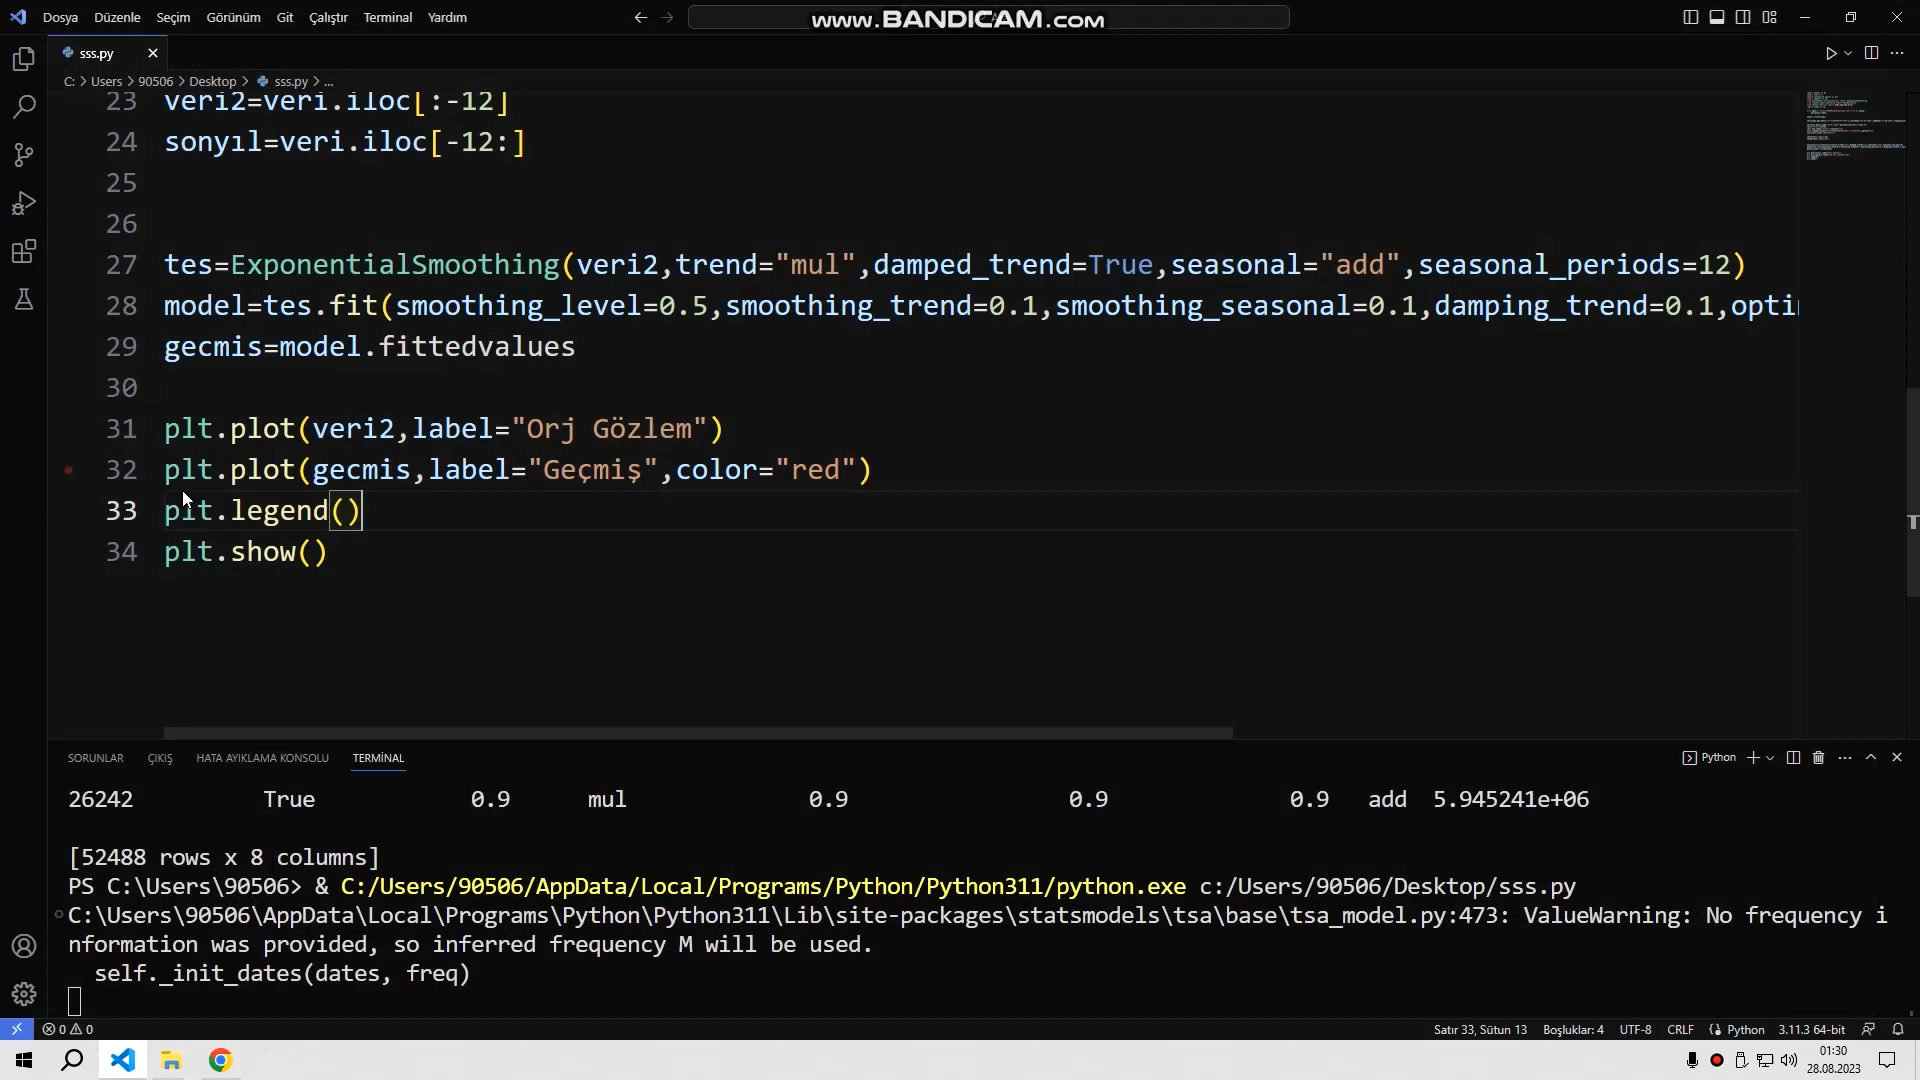 Dosya Düzenle Seçim Görünüm Git Çalıştır Terminal Yardım
www.BANDICAM.com
sss.py
C: > Users > 90506 > Desktop > sss.py > ...
23 veri2=veri.iloc[:-12]
24 sonyıl=veri.iloc[-12:]
25
26
27 tes=ExponentialSmoothing(veri2,trend="mul",damped_trend=True,seasonal="add",seasonal_periods=12)
28 model=tes.fit(smoothing_level=0.5,smoothing_trend=0.1,smoothing_seasonal=0.1,damping_trend=0.1,opti
29 gecmis=model.fittedvalues
30
31 plt.plot(veri2,label="Orj Gözlem")
32 plt.plot(gecmis,label="Geçmiş",color="red")
33 plt.legend()
34 plt.show()
SORUNLAR ÇIKIŞ HATA AYIKLAMA KONSOLU TERMİNAL
Python
26242 True 0.9 mul 0.9 0.9 0.9 add 5.945241e+06
[52488 rows x 8 columns]
PS C:\Users\90506> & C:/Users/90506/AppData/Local/Programs/Python/Python311/python.exe c:/Users/90506/Desktop/sss.py
C:\Users\90506\AppData\Local\Programs\Python\Python311\Lib\site-packages\statsmodels\tsa\base\tsa_model.py:473: ValueWarning: No frequency i
nformation was provided, so inferred frequency M will be used.
self._init_dates(dates, freq)
0 0 Satır 33, Sütun 13 Boşluklar: 4 UTF-8 CRLF Python 3.11.3 64-bit
01:30
28.08.2023